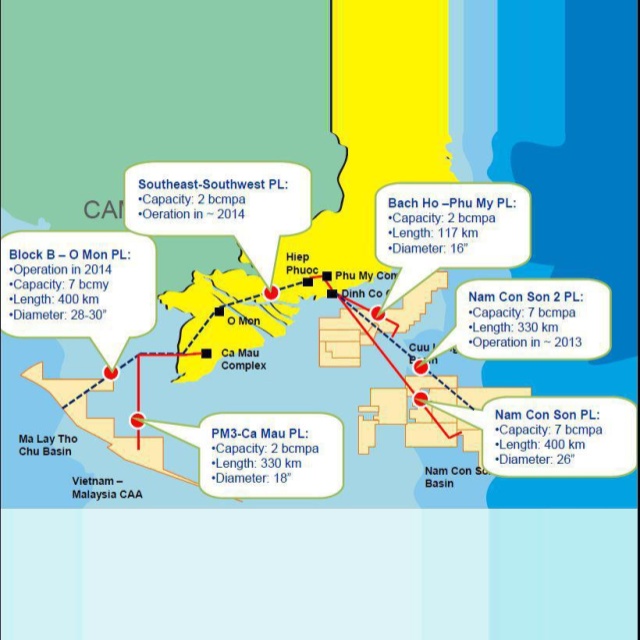 Southeast-Southwest PL:
•Capacity: 2 bcmpa
•Oeration in ~ 2014
CAM
Bach Ho –Phu My PL:
•Capacity: 2 bcmpa
•Length: 117 km
•Diameter: 16”
Block B – O Mon PL:
•Operation in 2014
•Capacity: 7 bcmy
•Length: 400 km
•Diameter: 28-30”
Hiep
Phuoc
Phu My Com
Dinh Co
O Mon
Nam Con Son 2 PL:
•Capacity: 7 bcmpa
•Length: 330 km
•Operation in ~ 2013
Ca Mau
Complex
Cuu
PM3-Ca Mau PL:
•Capacity: 2 bcmpa
•Length: 330 km
•Diameter: 18”
Nam Con Son PL:
•Capacity: 7 bcmpa
•Length: 400 km
•Diameter: 26”
Ma Lay Tho
Chu Basin
Vietnam –
Malaysia CAA
Nam Con So
Basin